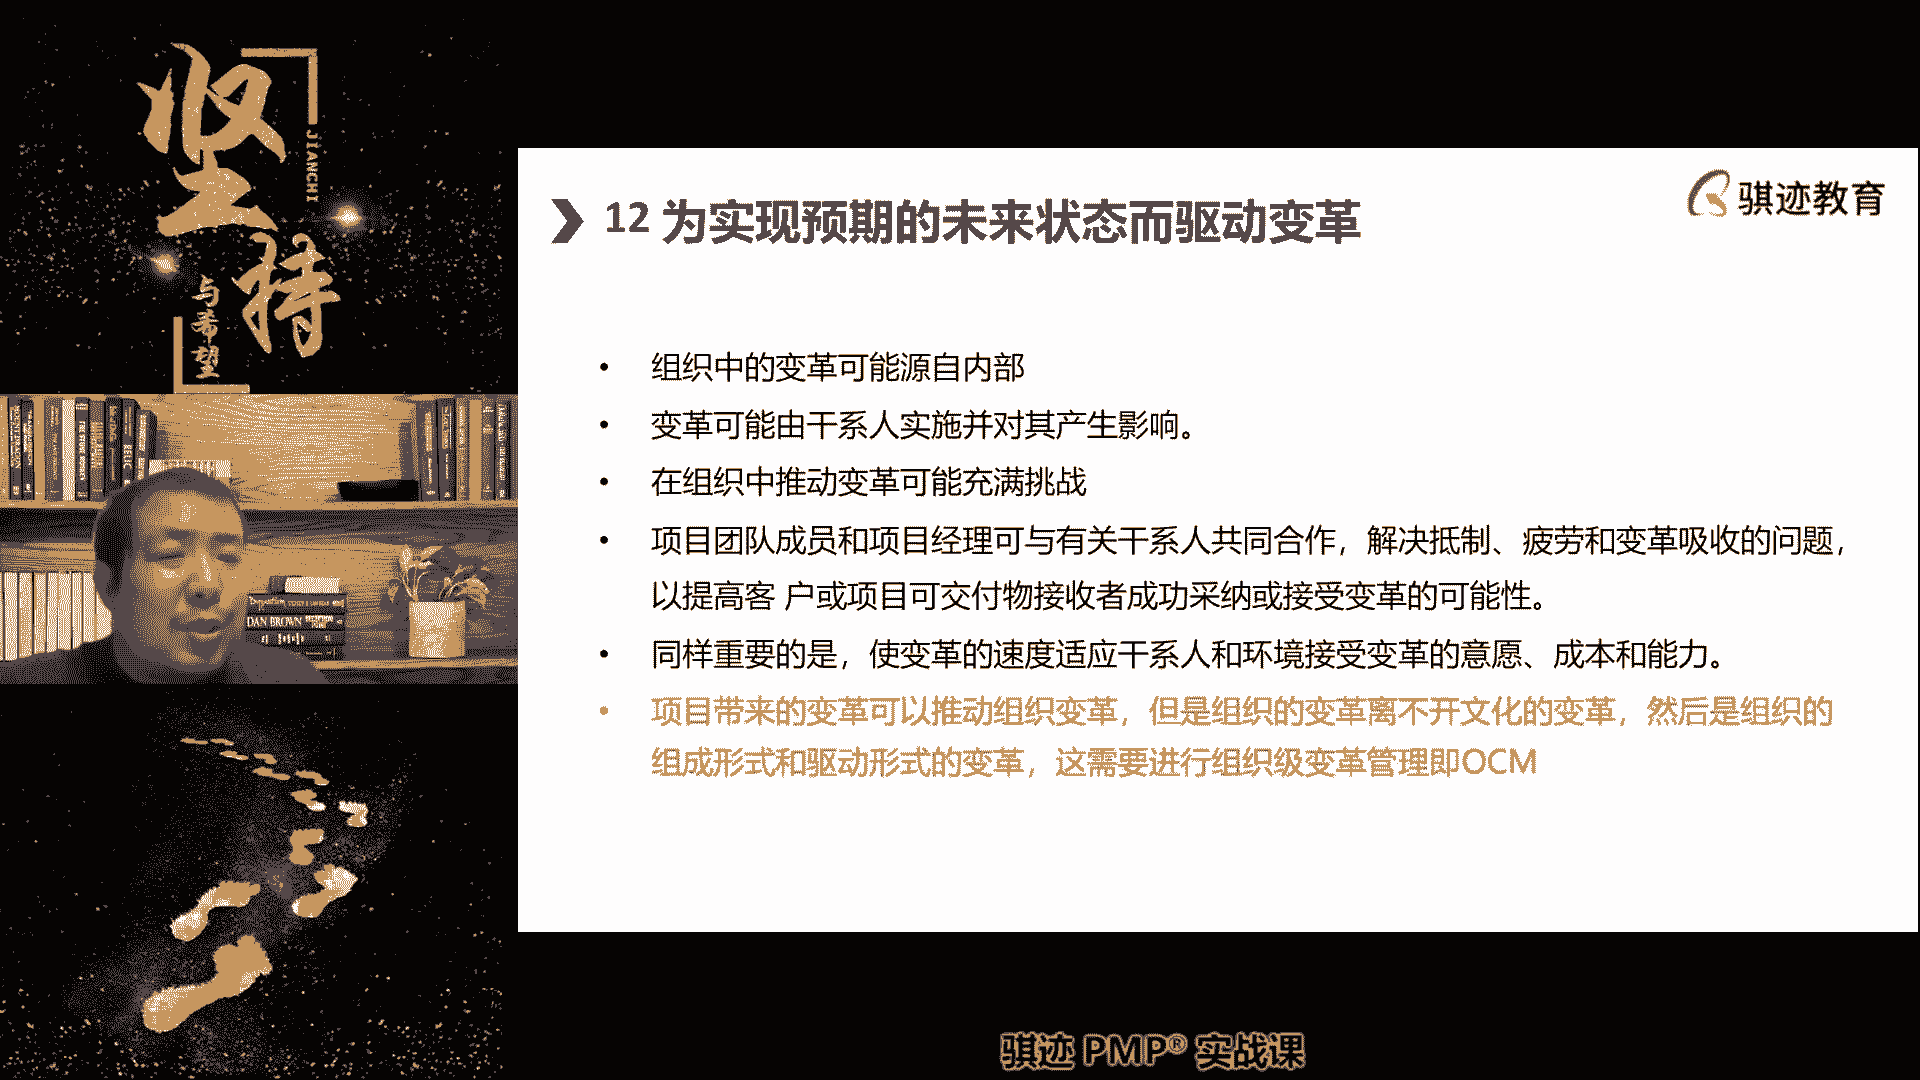 坚持
JIANCHI
与希望
DAN BROWN
12 为实现预期的未来状态而驱动变革
骐迹教育
• 组织中的变革可能源自内部
• 变革可能由干系人实施并对其产生影响。
• 在组织中推动变革可能充满挑战
• 项目团队成员和项目经理可与有关干系人共同合作，解决抵制、疲劳和变革吸收的问题，
以提高客 户或项目可交付物接收者成功采纳或接受变革的可能性。
• 同样重要的是，使变革的速度适应干系人和环境接受变革的意愿、成本和能力。
• 项目带来的变革可以推动组织变革，但是组织的变革离不开文化的变革，然后是组织的
组成形式和驱动形式的变革，这需要进行组织级变革管理即OCM
骐迹 PMP® 实战课